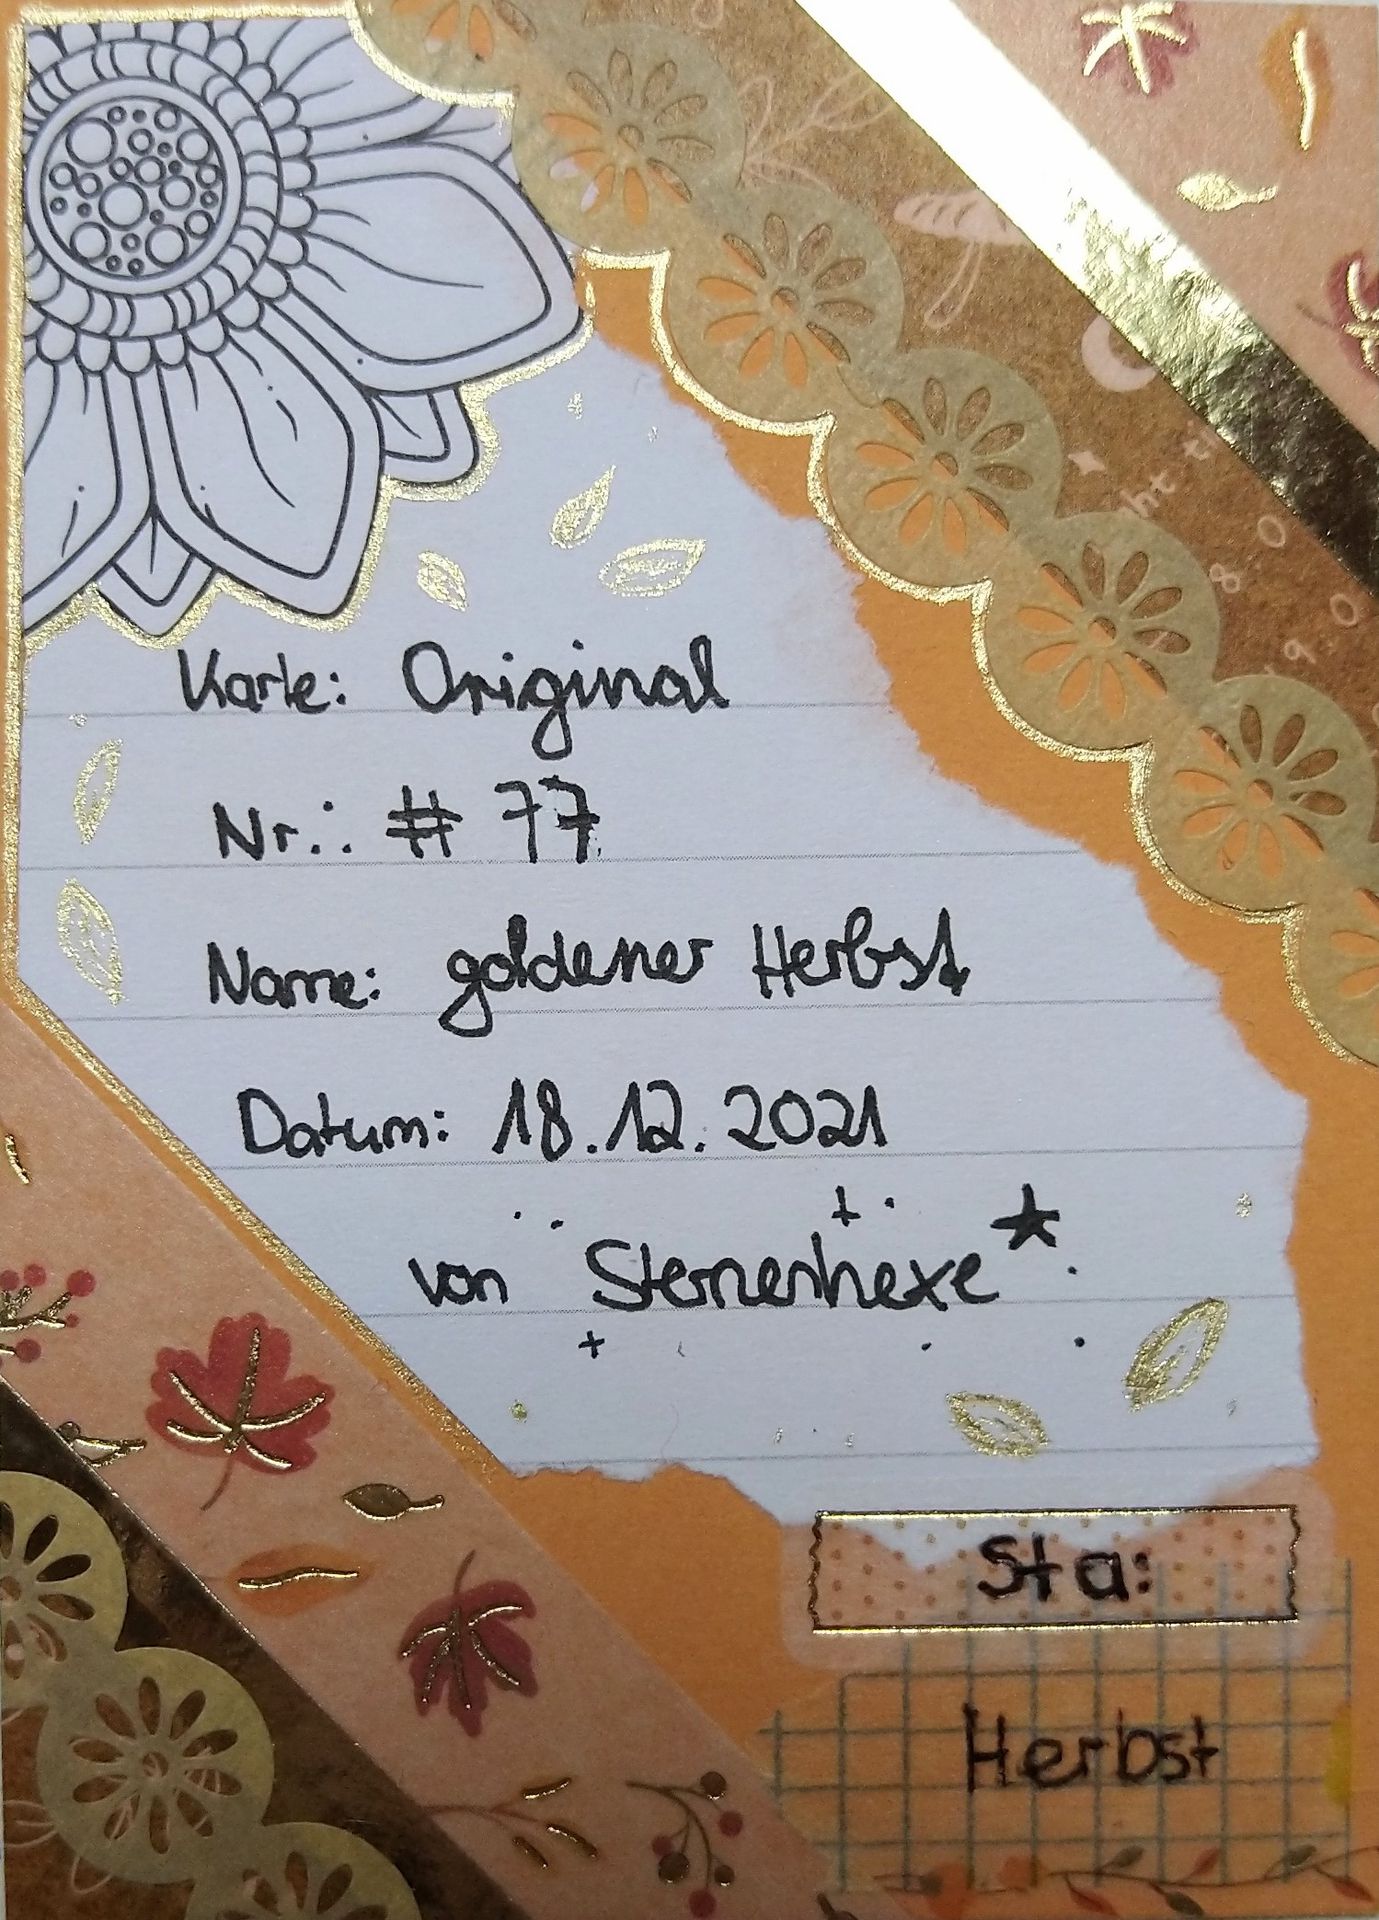 Karte: Original
Nr.: # 77
Name: goldener Herbst
Datum: 18.12.2021
von Sternenhexe
Sta:
Herbst